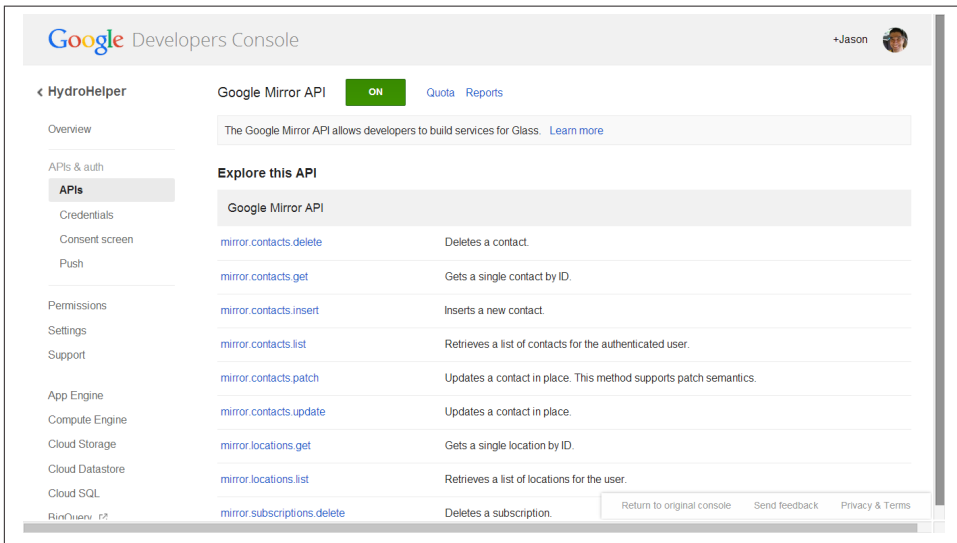 Google Developers Console
+Jason
< HydroHelper
Overview
APIs & auth
APIs
Credentials
Consent screen
Push
Permissions
Settings
Support
App Engine
Compute Engine
Cloud Storage
Cloud Datastore
Cloud SQL
BigQuery
Google Mirror API ON Quota Reports
The Google Mirror API allows developers to build services for Glass. Learn more
Explore this API
Google Mirror API
mirror.contacts.delete Deletes a contact.
mirror.contacts.get Gets a single contact by ID.
mirror.contacts.insert Inserts a new contact.
mirror.contacts.list Retrieves a list of contacts for the authenticated user.
mirror.contacts.patch Updates a contact in place. This method supports patch semantics.
mirror.contacts.update Updates a contact in place.
mirror.locations.get Gets a single location by ID.
mirror.locations.list Retrieves a list of locations for the user.
mirror.subscriptions.delete Deletes a subscription.
Return to original console Send feedback Privacy & Terms